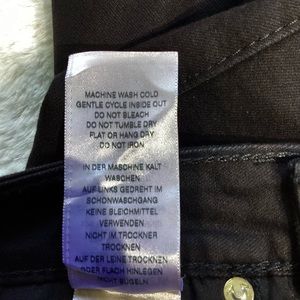 MACHINE WASH COLD
GENTLE CYCLE INSIDE OUT
DO NOT BLEACH
DO NOT TUMBLE DRY
FLAT OR HANG DRY
DO NOT IRON
IN DER MASCHINE KALT
WASCHEN
AUF LINKS GEDREHT IM
SCHONWASCHGANG
KEINE BLEICHMITTEL
VERWENDEN
NICHT IM TROCKNER
TROCKNEN
AUF DER LEINE TROCKNEN
ODER FLACH HINLEGEN
NICHT BÜGELN